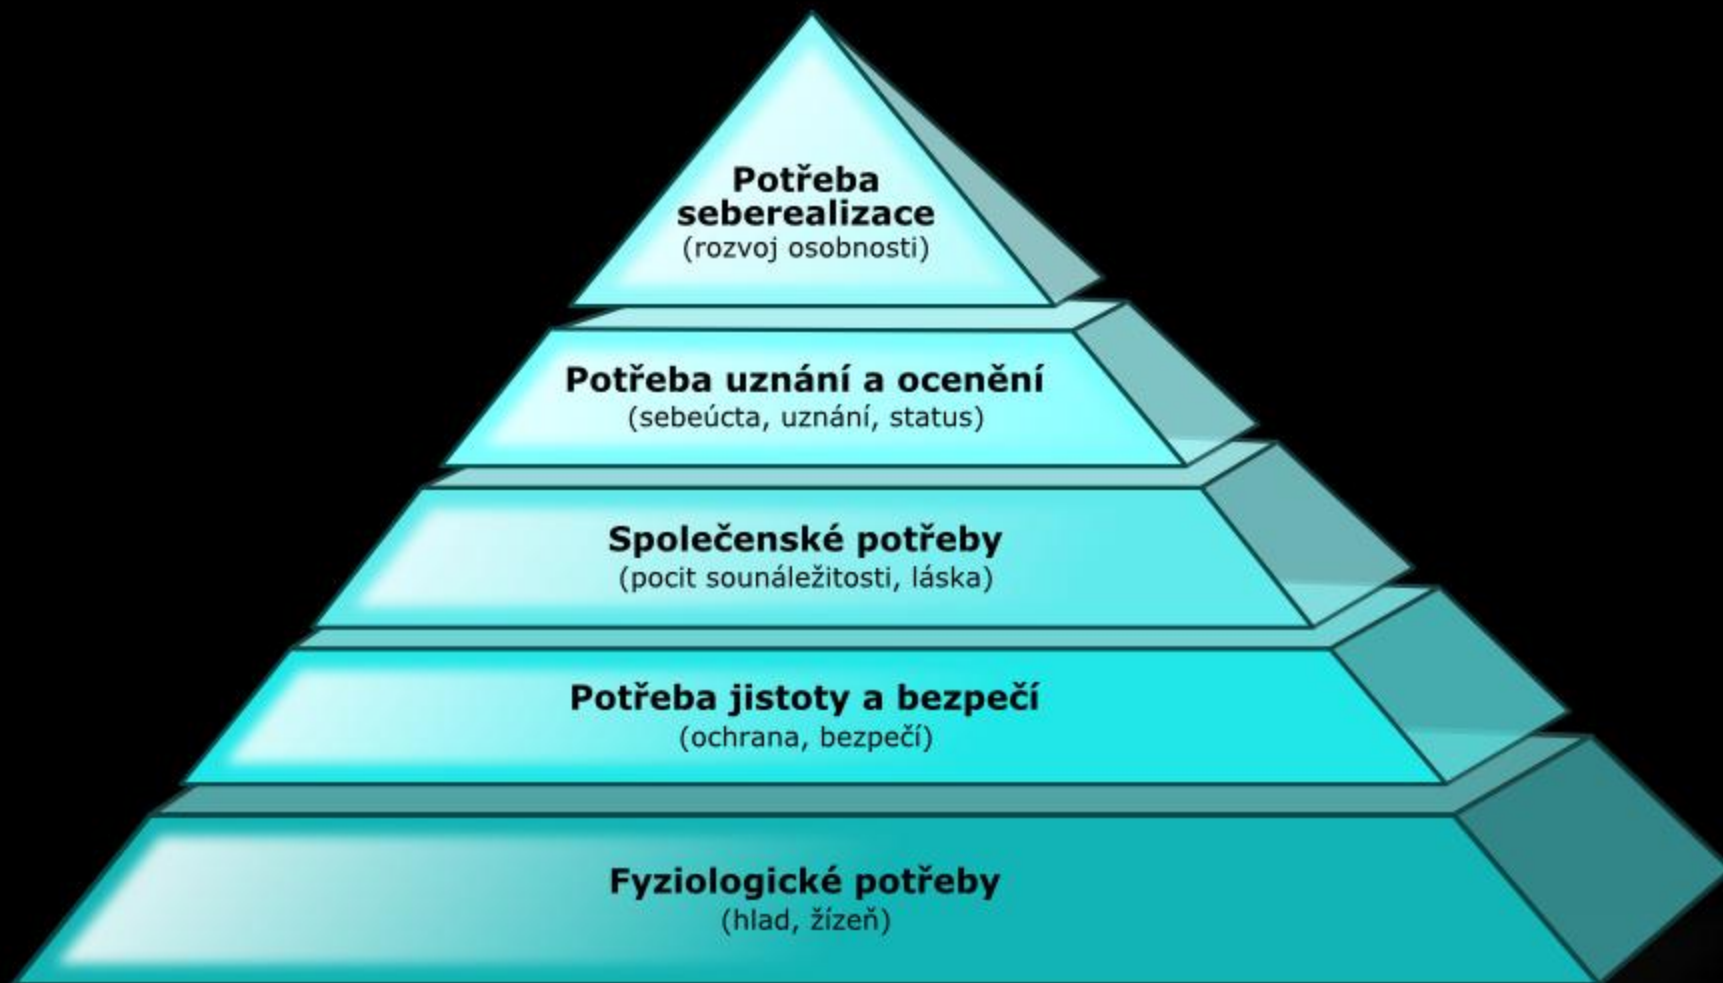 Potřeba
seberealizace
(rozvoj osobnosti)
Potřeba uznání a ocenění
(sebeúcta, uznání, status)
Společenské potřeby
(pocit sounáležitosti, láska)
Potřeba jistoty a bezpečí
(ochrana, bezpečí)
Fyziologické potřeby
(hlad, žízeň)